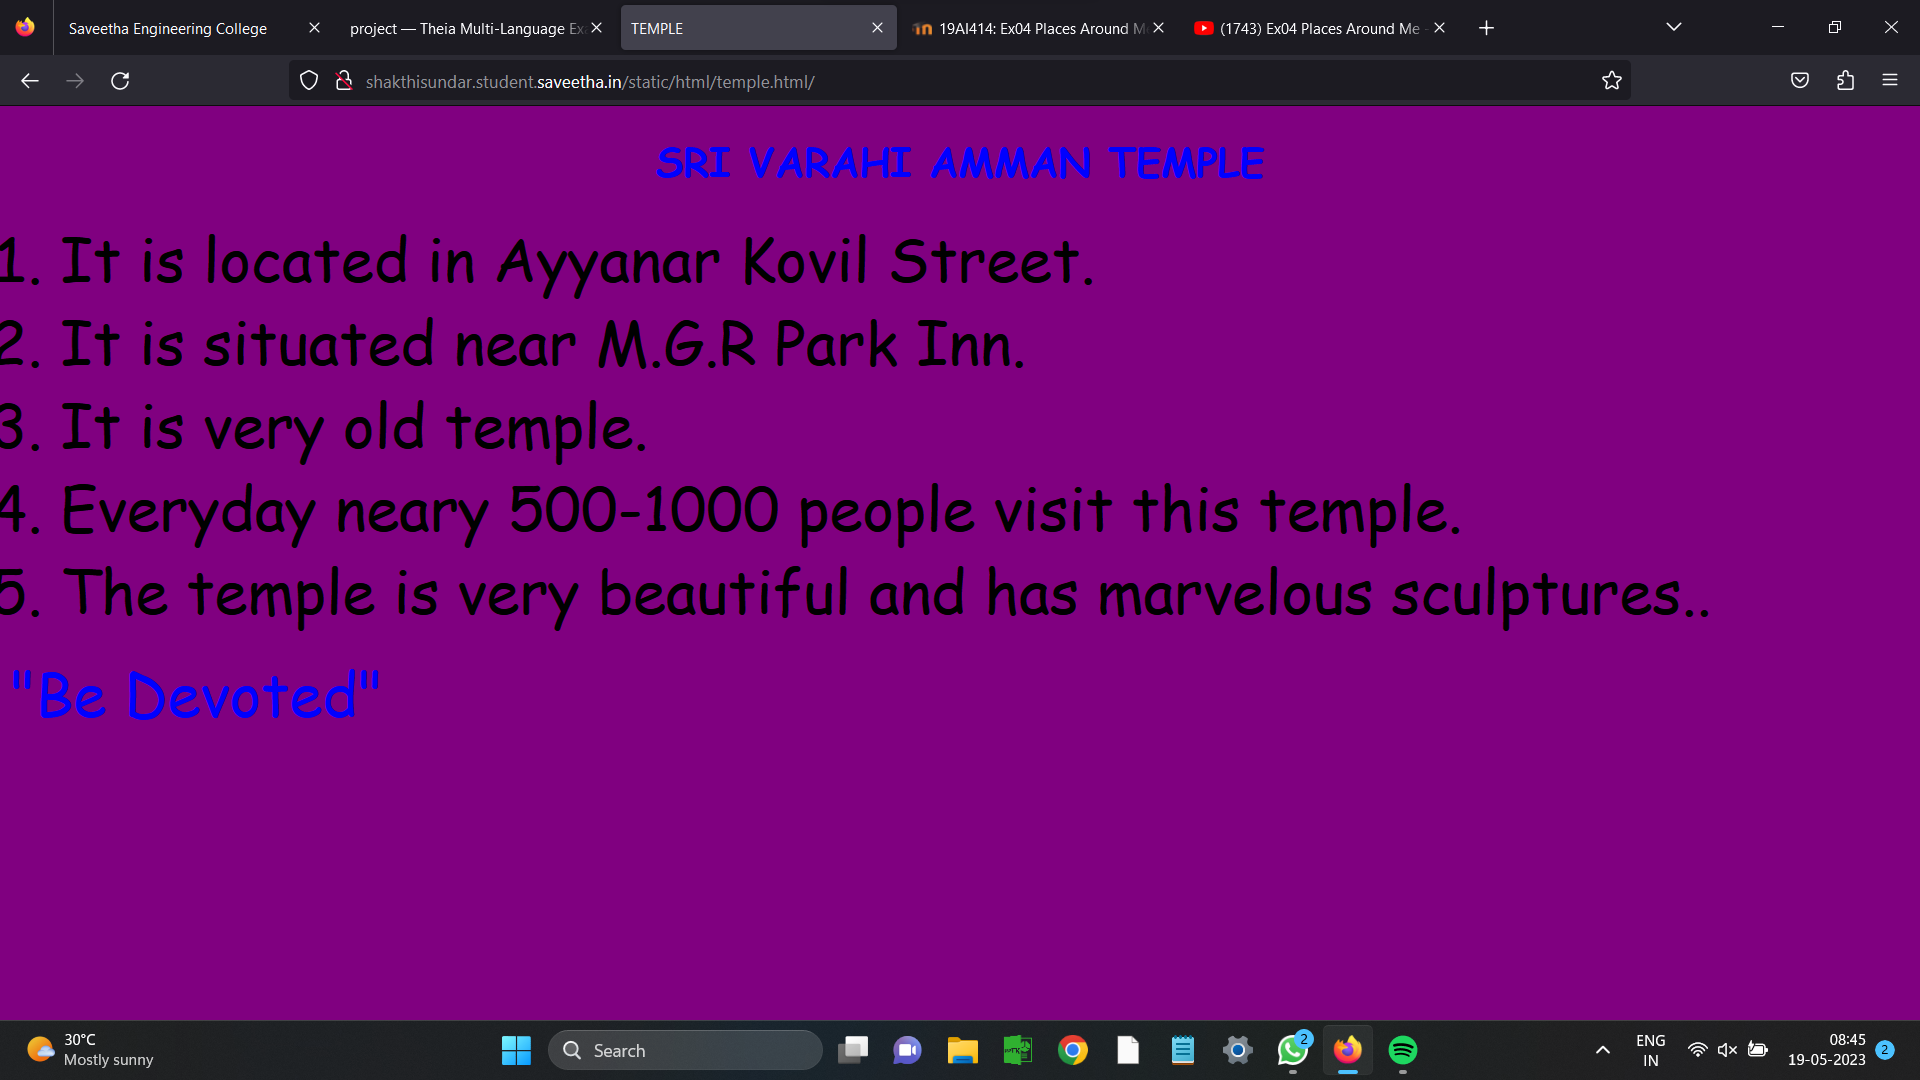 Saveetha Engineering College
project — Theia Multi-Language Ex
TEMPLE
19AI414: Ex04 Places Around M
(1743) Ex04 Places Around Me -
shakthisundar.student.saveetha.in/static/html/temple.html/
SRI VARAHI AMMAN TEMPLE
1. It is located in Ayyanar Kovil Street.
2. It is situated near M.G.R Park Inn.
3. It is very old temple.
4. Everyday neary 500-1000 people visit this temple.
5. The temple is very beautiful and has marvelous sculptures..
"Be Devoted"
30°C
Mostly sunny
Search
2
ENG
IN
08:45
19-05-2023
2